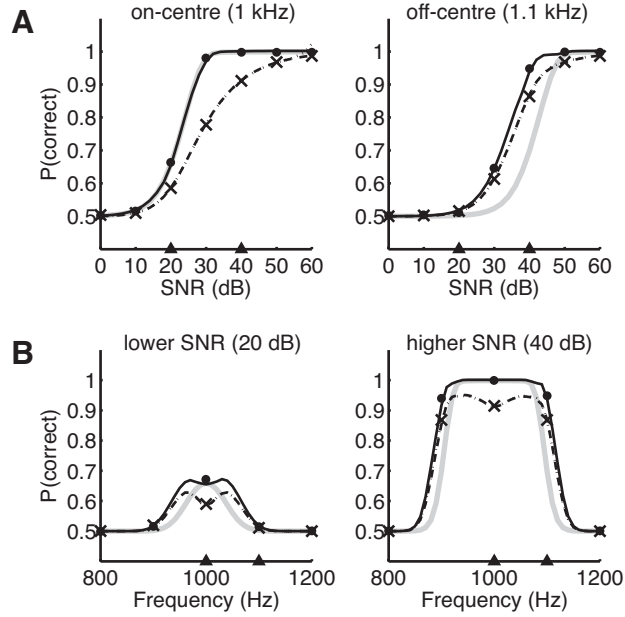 A
on-centre (1 kHz)
off-centre (1.1 kHz)
P(correct)
1
0.9
0.8
0.7
0.6
0.5
0 10 20 30 40 50 60
SNR (dB)
P(correct)
1
0.9
0.8
0.7
0.6
0.5
0 10 20 30 40 50 60
SNR (dB)
B
lower SNR (20 dB)
higher SNR (40 dB)
P(correct)
1
0.9
0.8
0.7
0.6
0.5
800 1000 1200
Frequency (Hz)
P(correct)
1
0.9
0.8
0.7
0.6
0.5
800 1000 1200
Frequency (Hz)